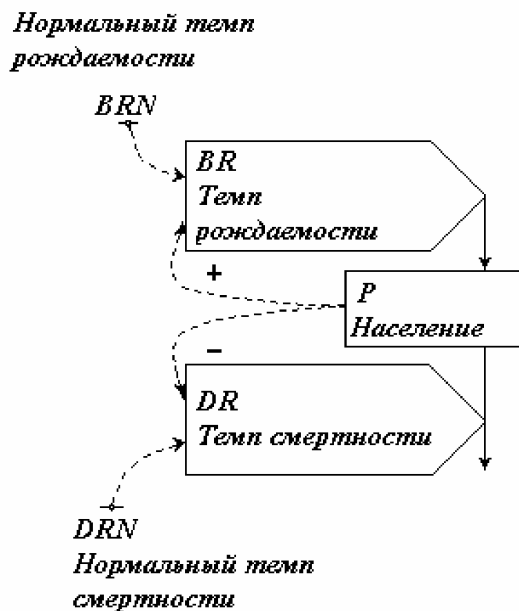 Нормальный темп
рождаемости
BRN
BR
Темп
рождаемости
+
P
Население
−
DR
Темп смертности
DRN
Нормальный темп
смертности